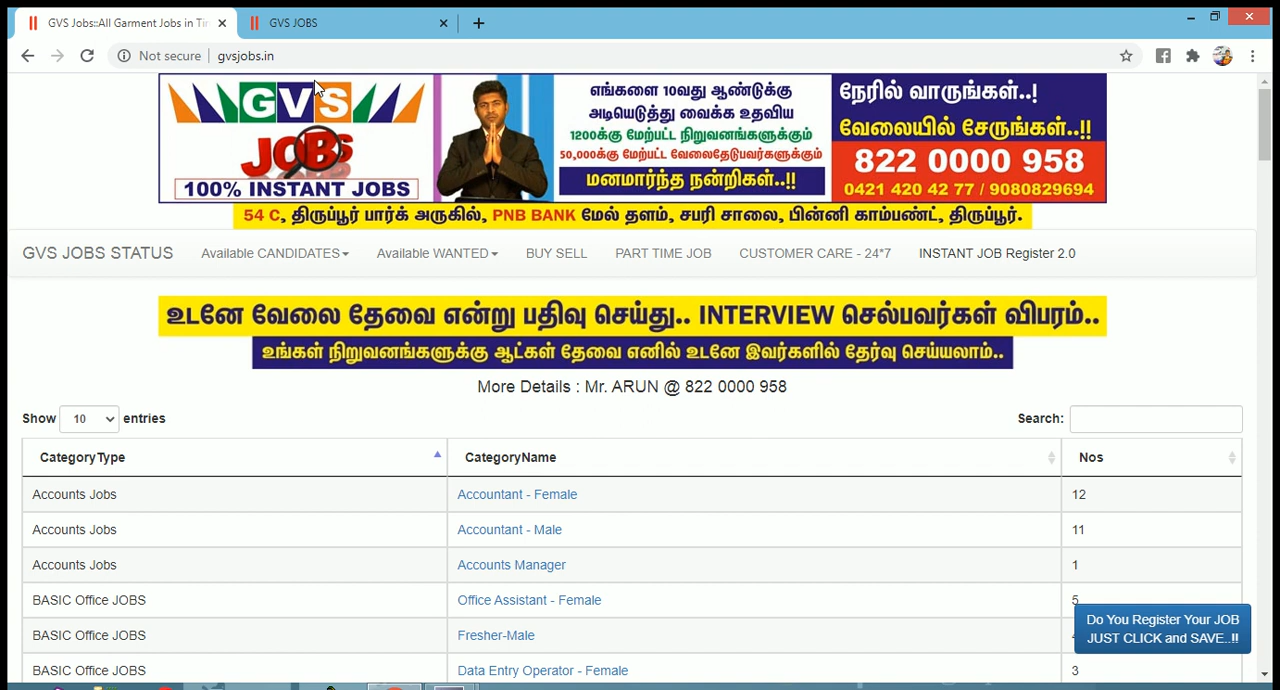 GVS Jobs::All Garment Jobs in Tir
GVS JOBS
Not secure | gvsjobs.in
GVS
JOBS
100% INSTANT JOBS
எங்களை 10வது ஆண்டுக்கு
அடியெடுத்து வைக்க உதவிய
1200க்கு மேற்பட்ட நிறுவனங்களுக்கும்
50,000க்கு மேற்பட்ட வேலைதேடுபவர்களுக்கும்
மனமார்ந்த நன்றிகள்..!!
நேரில் வாருங்கள்..!
வேலையில் சேருங்கள்..!!
822 0000 958
0421 420 42 77 / 9080829694
54 C, திருப்பூர் பார்க் அருகில், PNB BANK மேல் தளம், சபரி சாலை, பின்னி காம்பவுண்ட், திருப்பூர்.
GVS JOBS STATUS Available CANDIDATES Available WANTED BUY SELL PART TIME JOB CUSTOMER CARE - 24*7 INSTANT JOB Register 2.0
உடனே வேலை தேவை என்று பதிவு செய்து.. INTERVIEW செல்பவர்கள் விபரம்..
உங்கள் நிறுவனங்களுக்கு ஆட்கள் தேவை எனில் உடனே இவர்களில் தேர்வு செய்யலாம்..
More Details : Mr. ARUN @ 822 0000 958
Show 10 entries Search:
CategoryType CategoryName Nos
Accounts Jobs Accountant - Female 12
Accounts Jobs Accountant - Male 11
Accounts Jobs Accounts Manager 1
BASIC Office JOBS Office Assistant - Female 5
BASIC Office JOBS Fresher-Male
BASIC Office JOBS Data Entry Operator - Female 3
Do You Register Your JOB
JUST CLICK and SAVE..!!